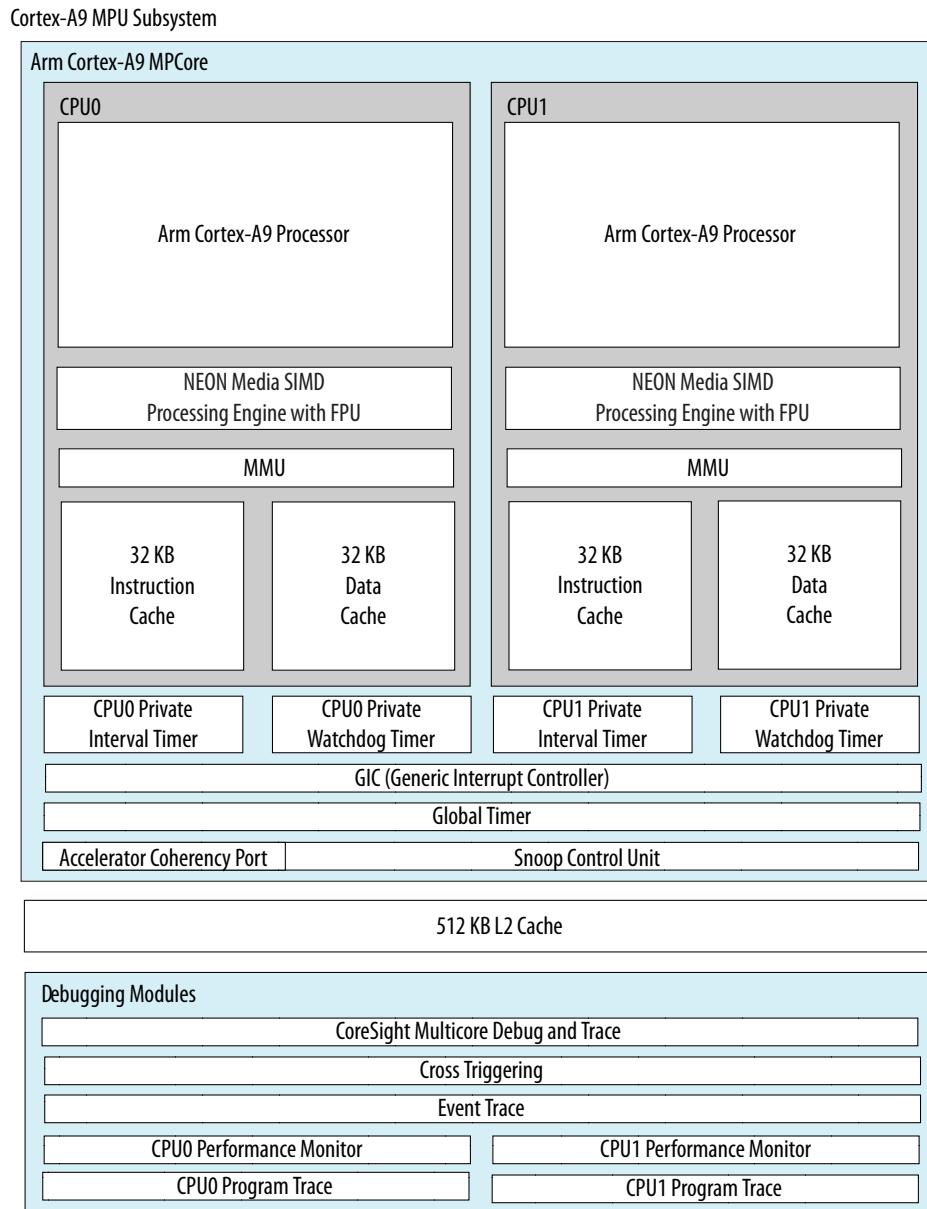 Cortex-A9 MPU Subsystem
Arm Cortex-A9 MPCore
CPU0
Arm Cortex-A9 Processor
NEON Media SIMD
Processing Engine with FPU
MMU
32 KB
Instruction
Cache
32 KB
Data
Cache
CPU1
Arm Cortex-A9 Processor
NEON Media SIMD
Processing Engine with FPU
MMU
32 KB
Instruction
Cache
32 KB
Data
Cache
CPU0 Private
Interval Timer
CPU0 Private
Watchdog Timer
CPU1 Private
Interval Timer
CPU1 Private
Watchdog Timer
GIC (Generic Interrupt Controller)
Global Timer
Accelerator Coherency Port
Snoop Control Unit
512 KB L2 Cache
Debugging Modules
CoreSight Multicore Debug and Trace
Cross Triggering
Event Trace
CPU0 Performance Monitor
CPU1 Performance Monitor
CPU0 Program Trace
CPU1 Program Trace